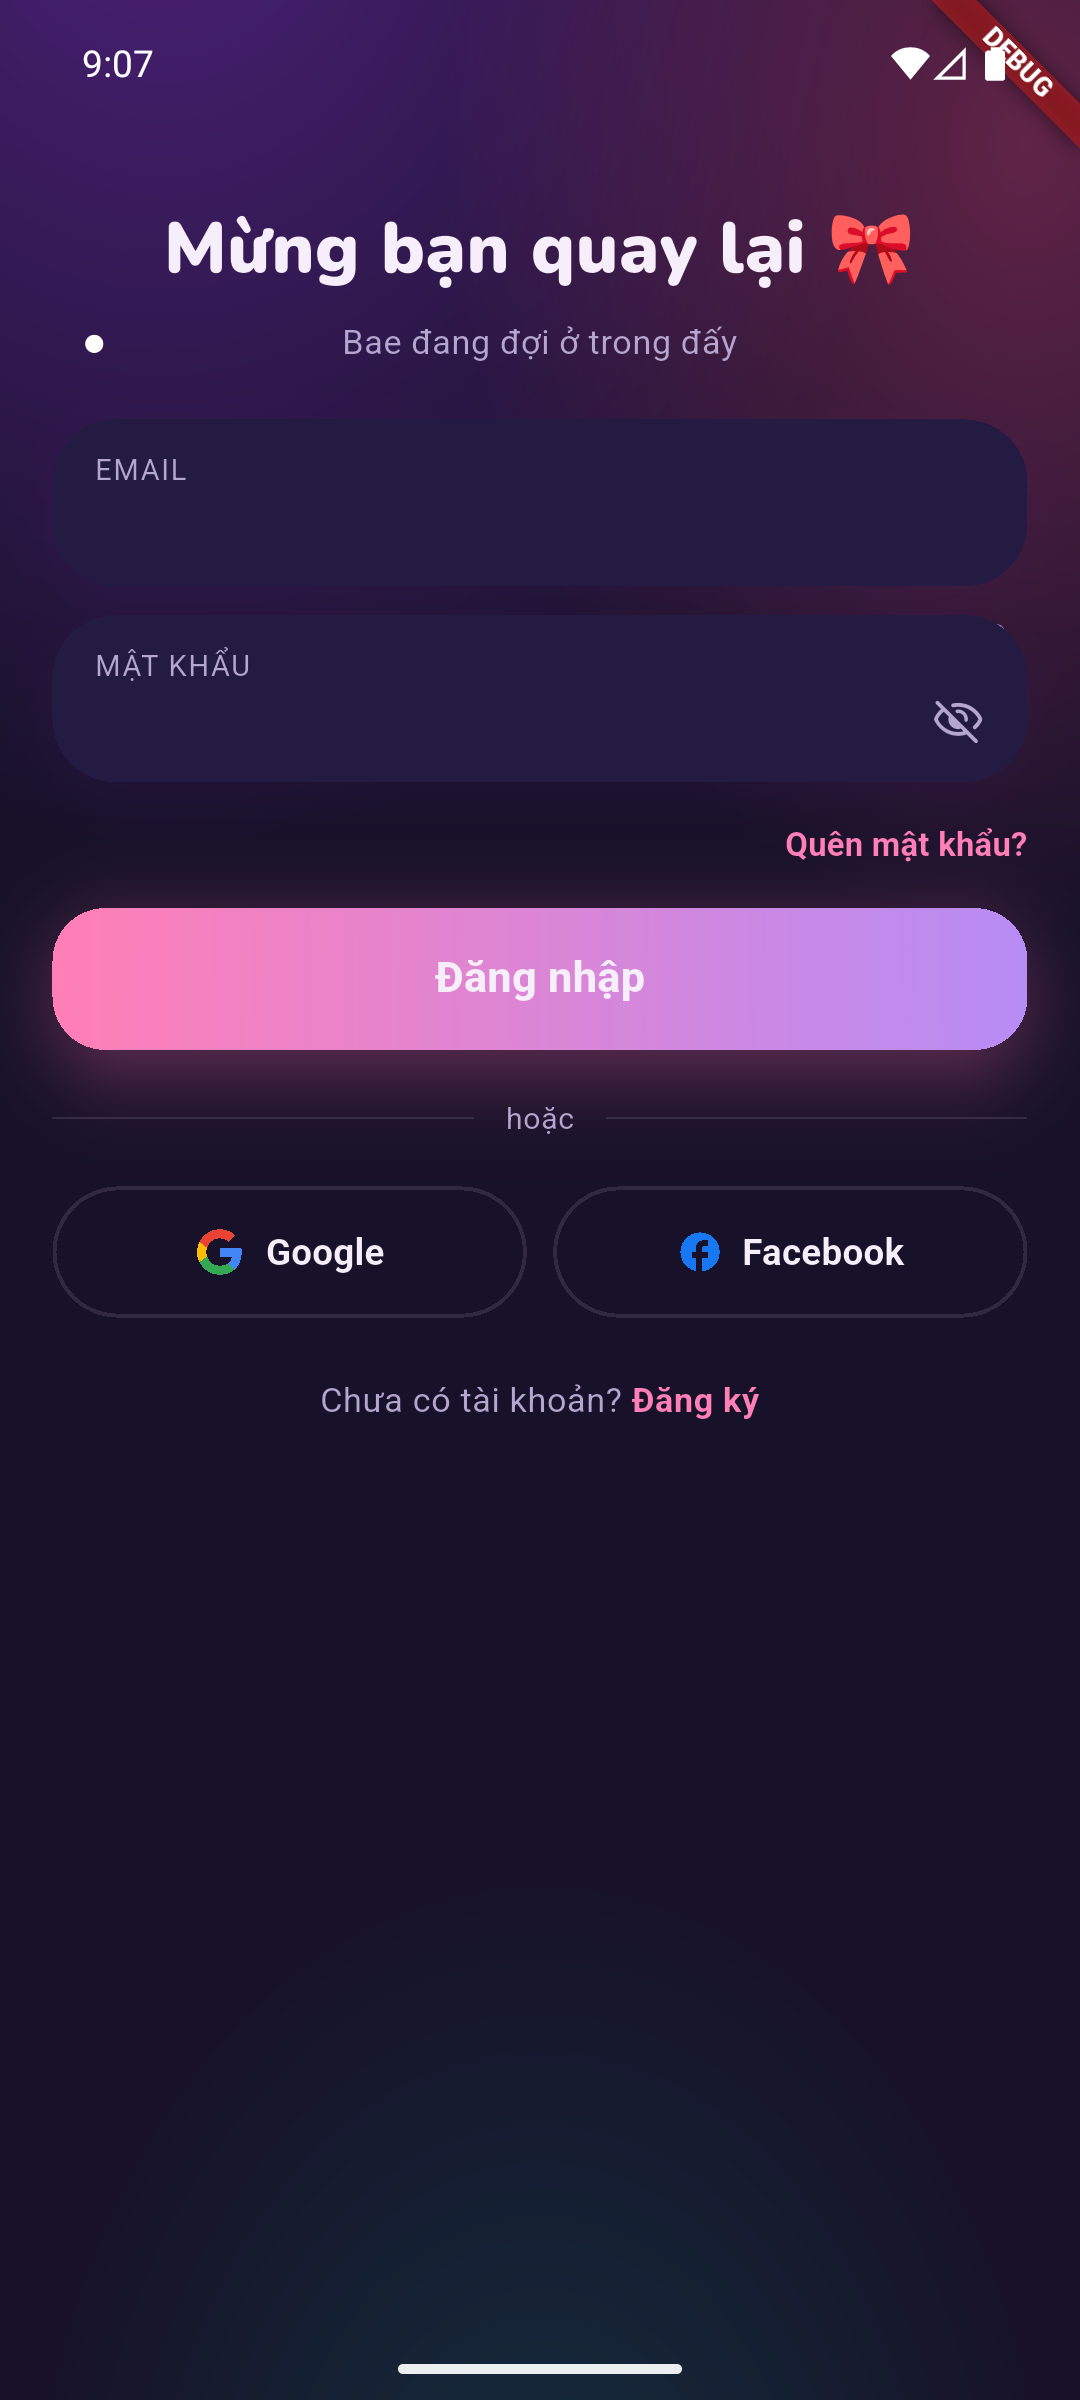 9:07
DEBUG
Mừng bạn quay lại 🎀
Bae đang đợi ở trong đấy
EMAIL
MẬT KHẨU
Quên mật khẩu?
Đăng nhập
hoặc
Google
Facebook
Chưa có tài khoản? Đăng ký